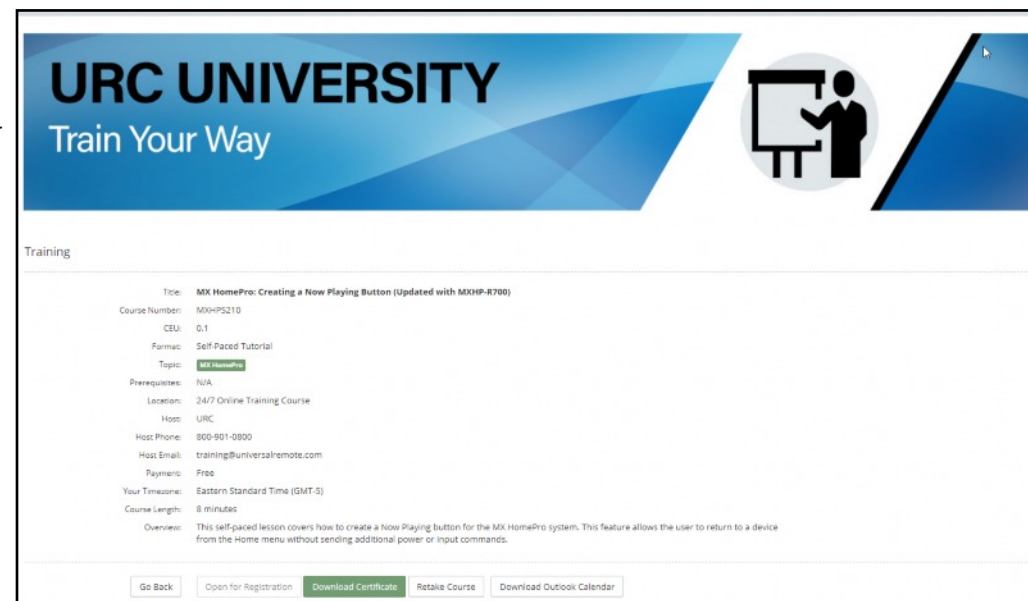 URC UNIVERSITY
Train Your Way
Training
Title: MX HomePro: Creating a Now Playing Button (Updated with MXHP-R700)
Course Number: MXHPS210
CEU: 0.1
Format: Self-Paced Tutorial
Topic: MX HomePro
Prerequisites: N/A
Location: 24/7 Online Training Course
Host: URC
Host Phone: 800-901-0800
Host Email: training@universalremote.com
Payment: Free
Your Timezone: Eastern Standard Time (GMT-5)
Course Length: 8 minutes
Overview: This self-paced lesson covers how to create a Now Playing button for the MX HomePro system. This feature allows the user to return to a device
from the Home menu without sending additional power or input commands.
Go Back Open for Registration Download Certificate Retake Course Download Outlook Calendar